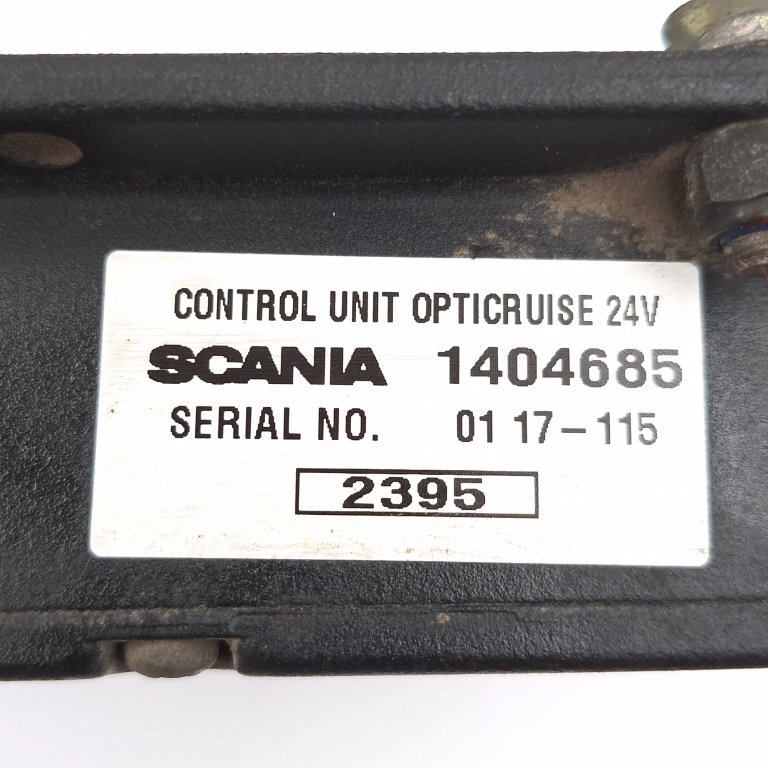 CONTROL UNIT OPTICRUISE 24V
SCANIA 1404685
SERIAL NO. 01 17-115
2395